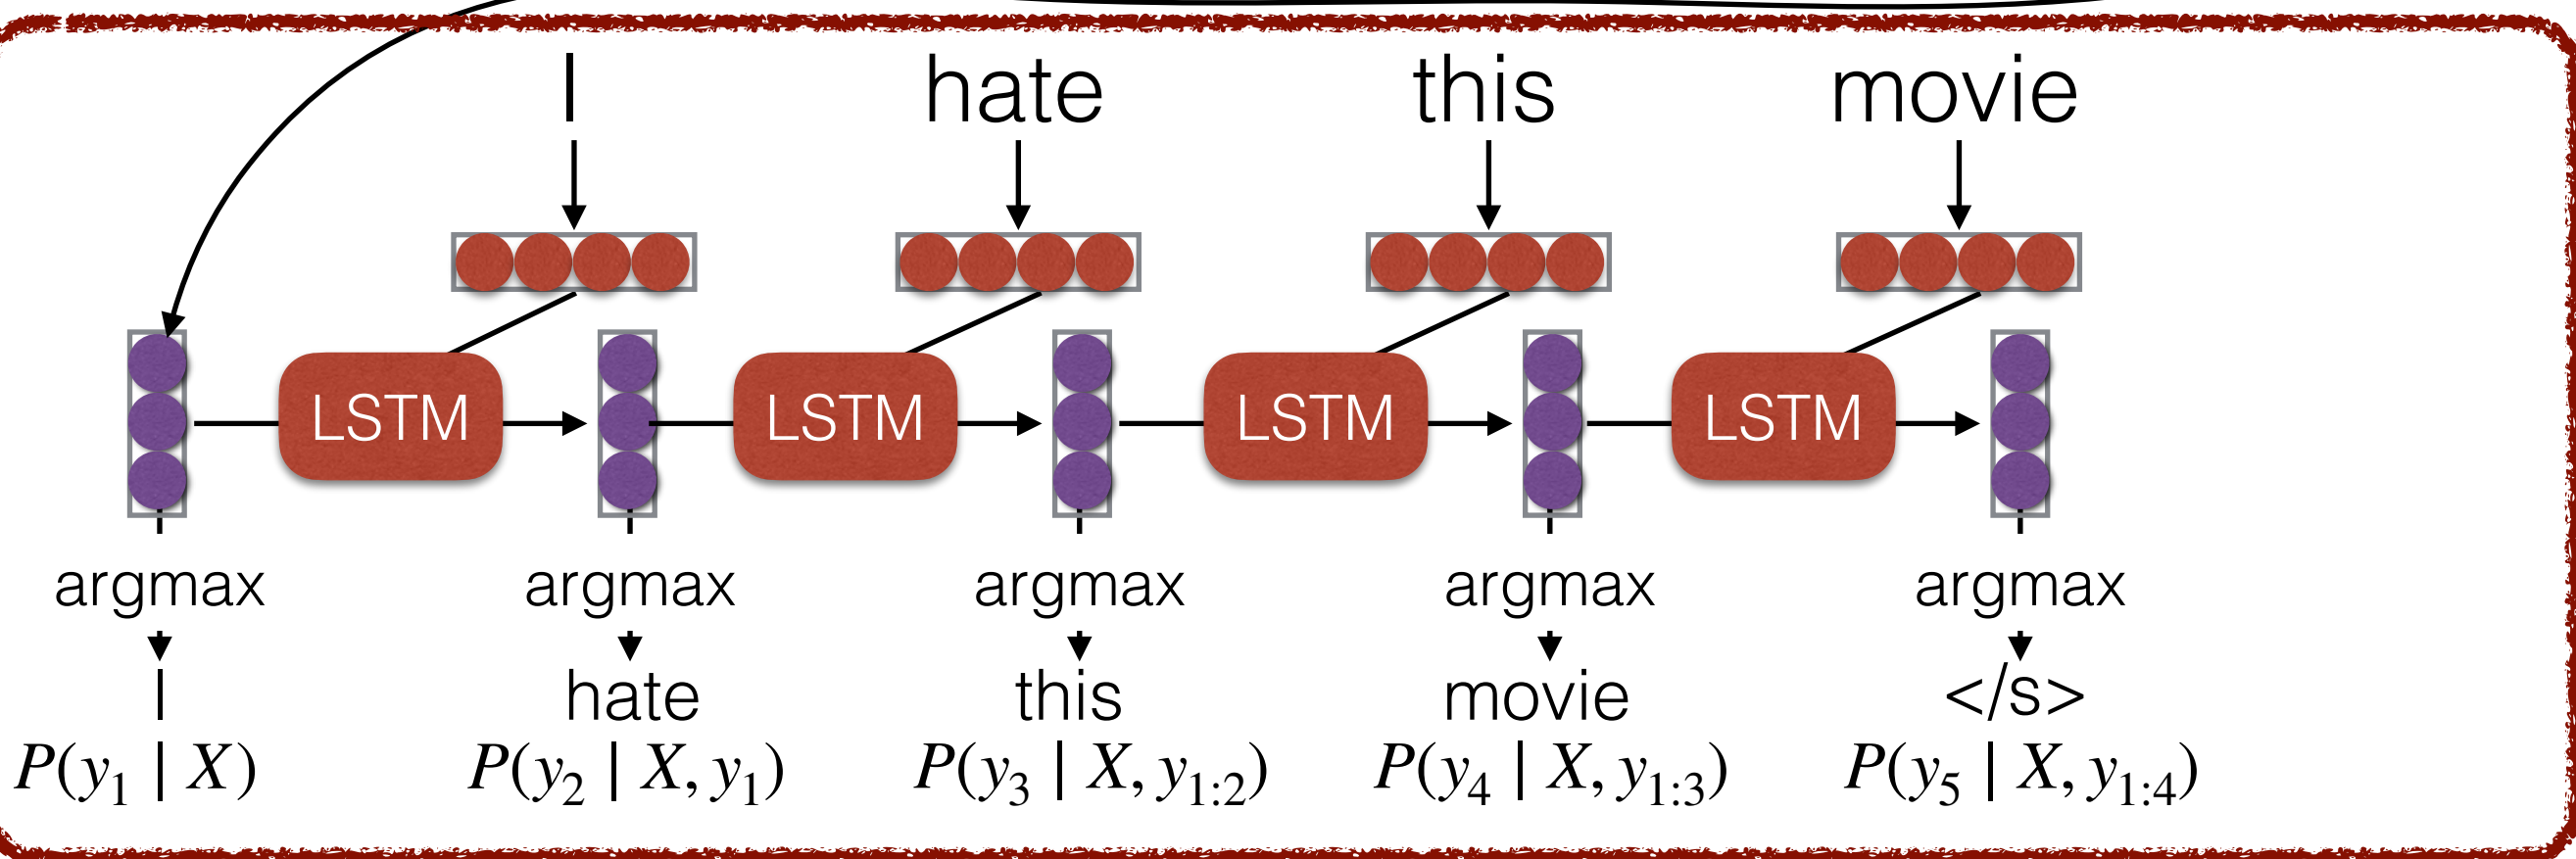 I hate this movie
LSTM LSTM LSTM LSTM
argmax argmax argmax argmax argmax
I hate this movie </s>
P(y₁ | X) P(y₂ | X, y₁) P(y₃ | X, y₁:₂) P(y₄ | X, y₁:₃) P(y₅ | X, y₁:₄)